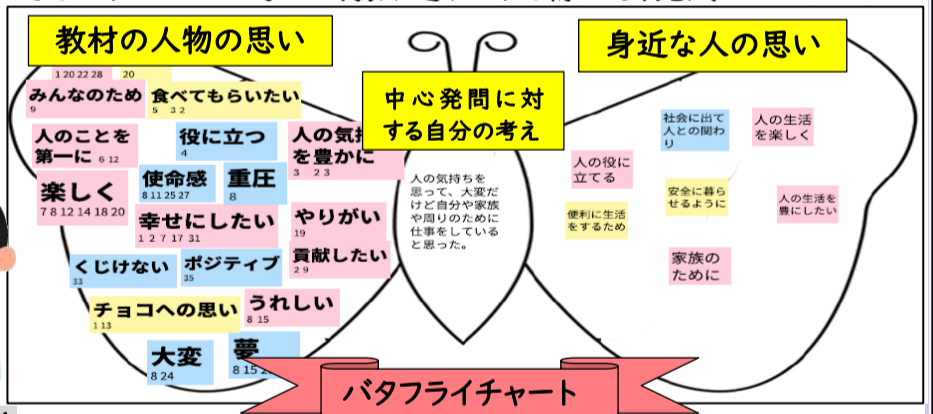 教材の人物の思い
身近な人の思い
中心発問に対
する自分の考え
1 20 22 28
20
みんなのため
9
食べてもらいたい
5 3 2
人のことを
第一に 6 12
役に立つ
4
人の気持
を豊かに
3 2 3
楽しく
7 8 12 14 18 20
使命感
8 11 25 27
重圧
8
幸せにしたい
1 2 7 17 31
やりがい
19
くじけない
33
ポジティブ
35
貢献したい
2 9
チョコへの思い
1 13
うれしい
8 15
大変
8 24
夢
8 15
人の気持ちを
思って、大変だ
けど自分や家族
や周りのために
仕事をしている
と思った。
社会に出て
人との関わ
り
人の生活
を楽しく
人の役に
立てる
安全に暮ら
せるように
人の生活を
豊にしたい
便利に生活
をするため
家族の
ために
バタフライチャート